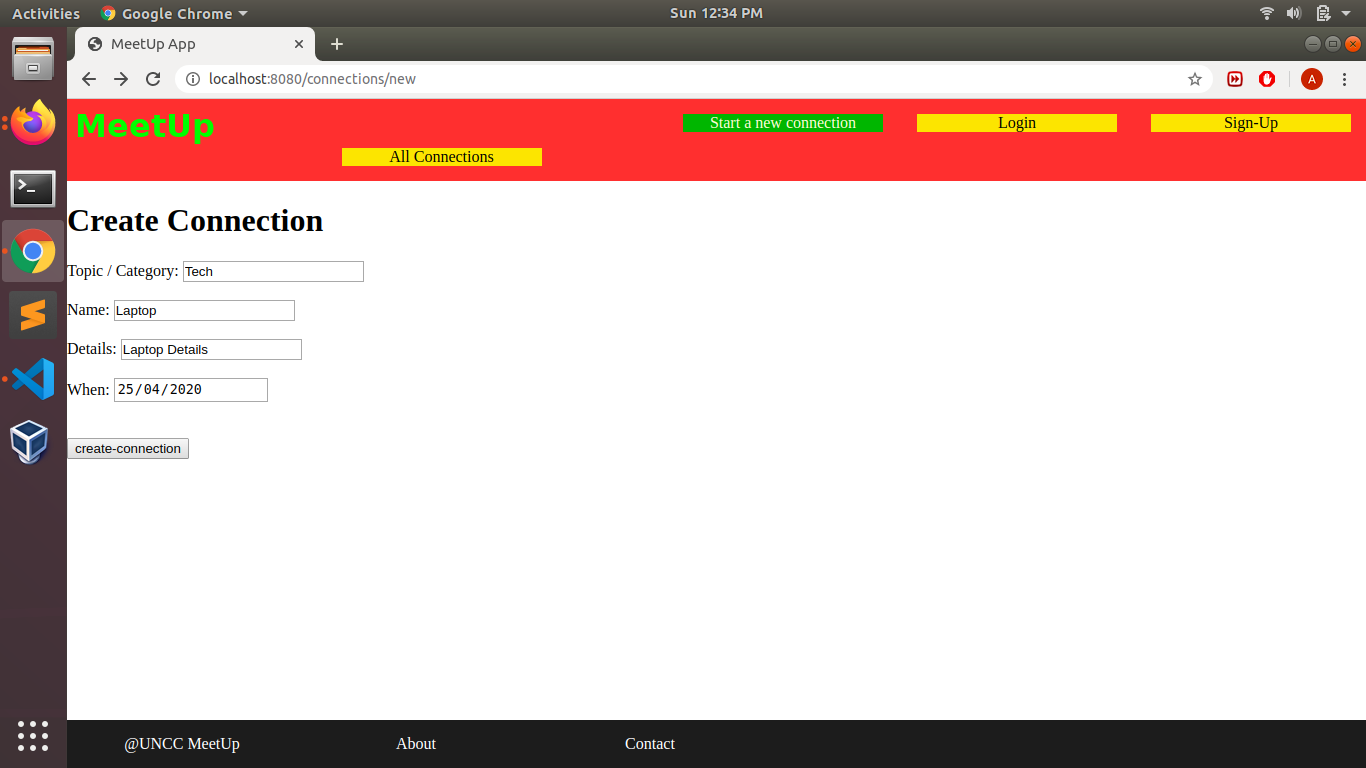 Activities Google Chrome Sun 12:34 PM
MeetUp App
localhost:8080/connections/new A
MeetUp Start a new connection Login Sign-Up
All Connections
Create Connection
Topic / Category: Tech
Name: Laptop
Details: Laptop Details
When: 25/04/2020
create-connection
@UNCC MeetUp About Contact